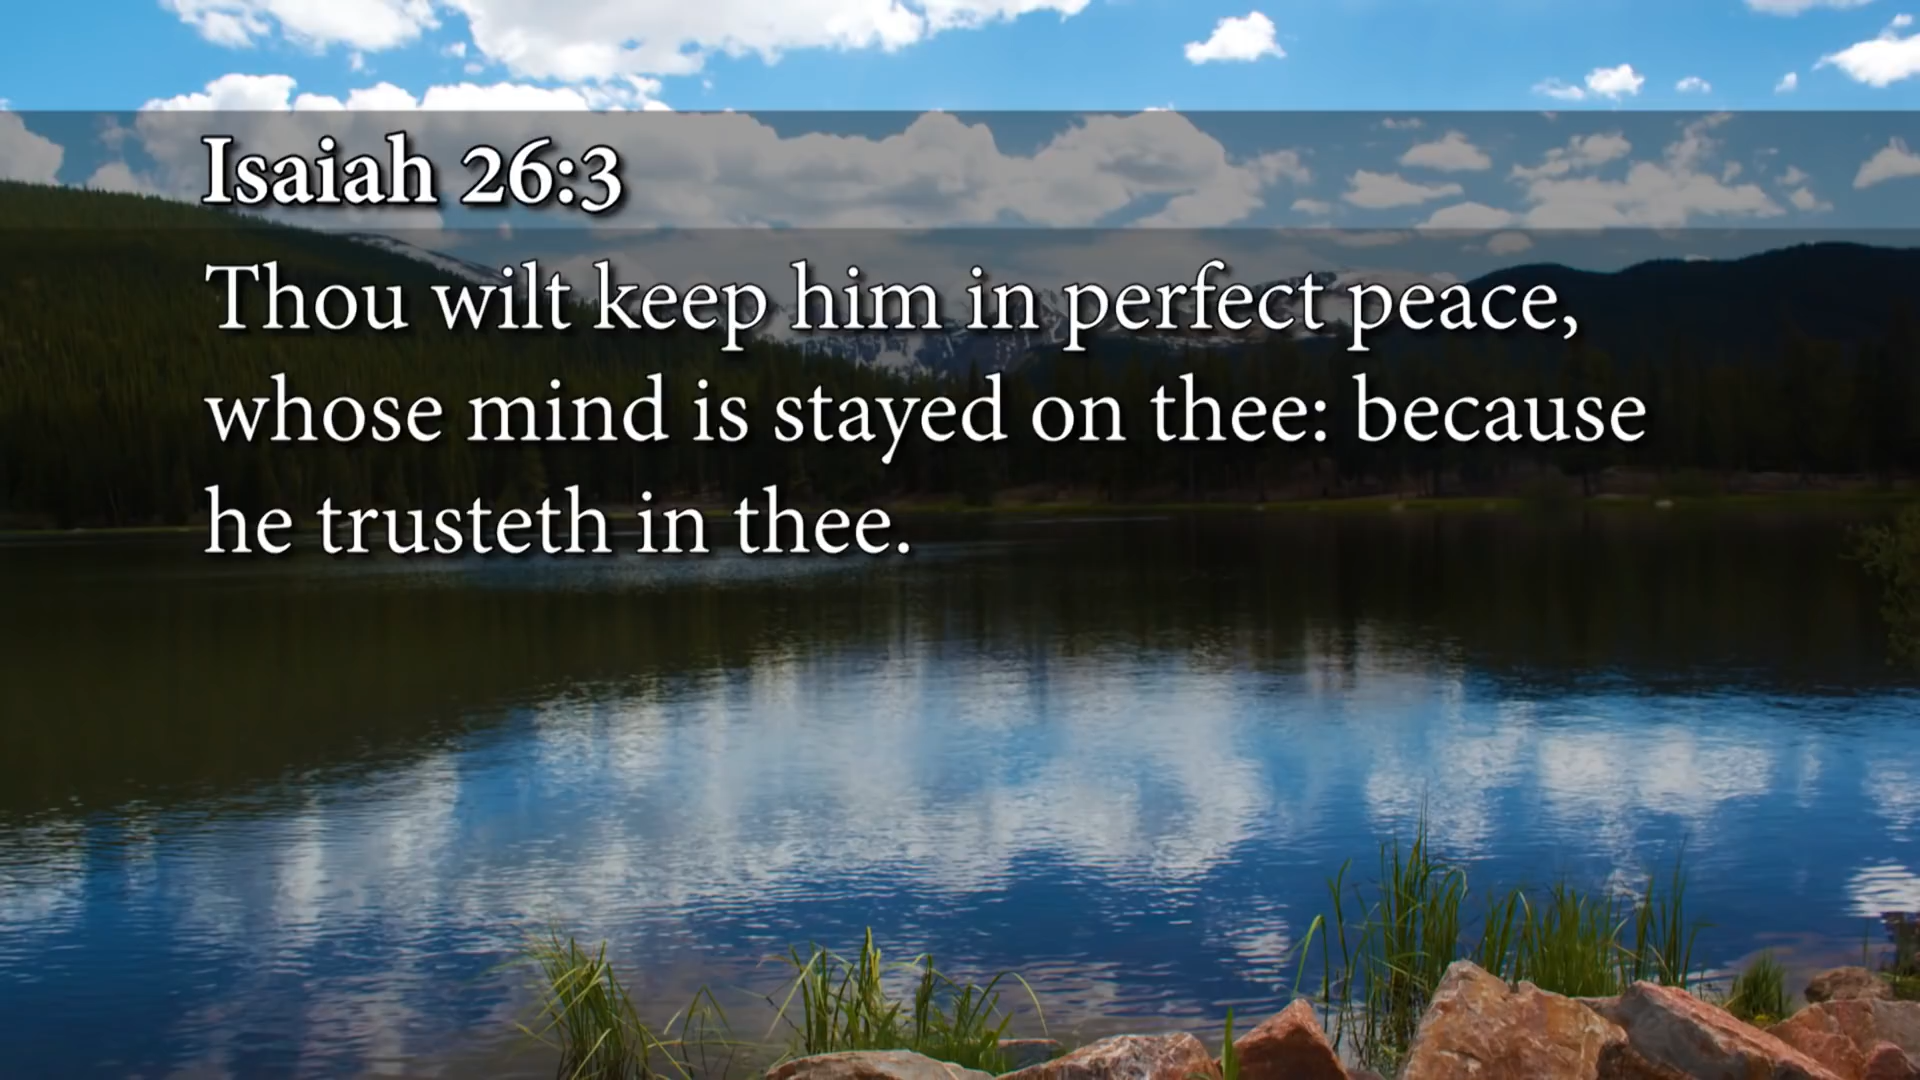 Isaiah 26:3
Thou wilt keep him in perfect peace,
whose mind is stayed on thee: because
he trusteth in thee.